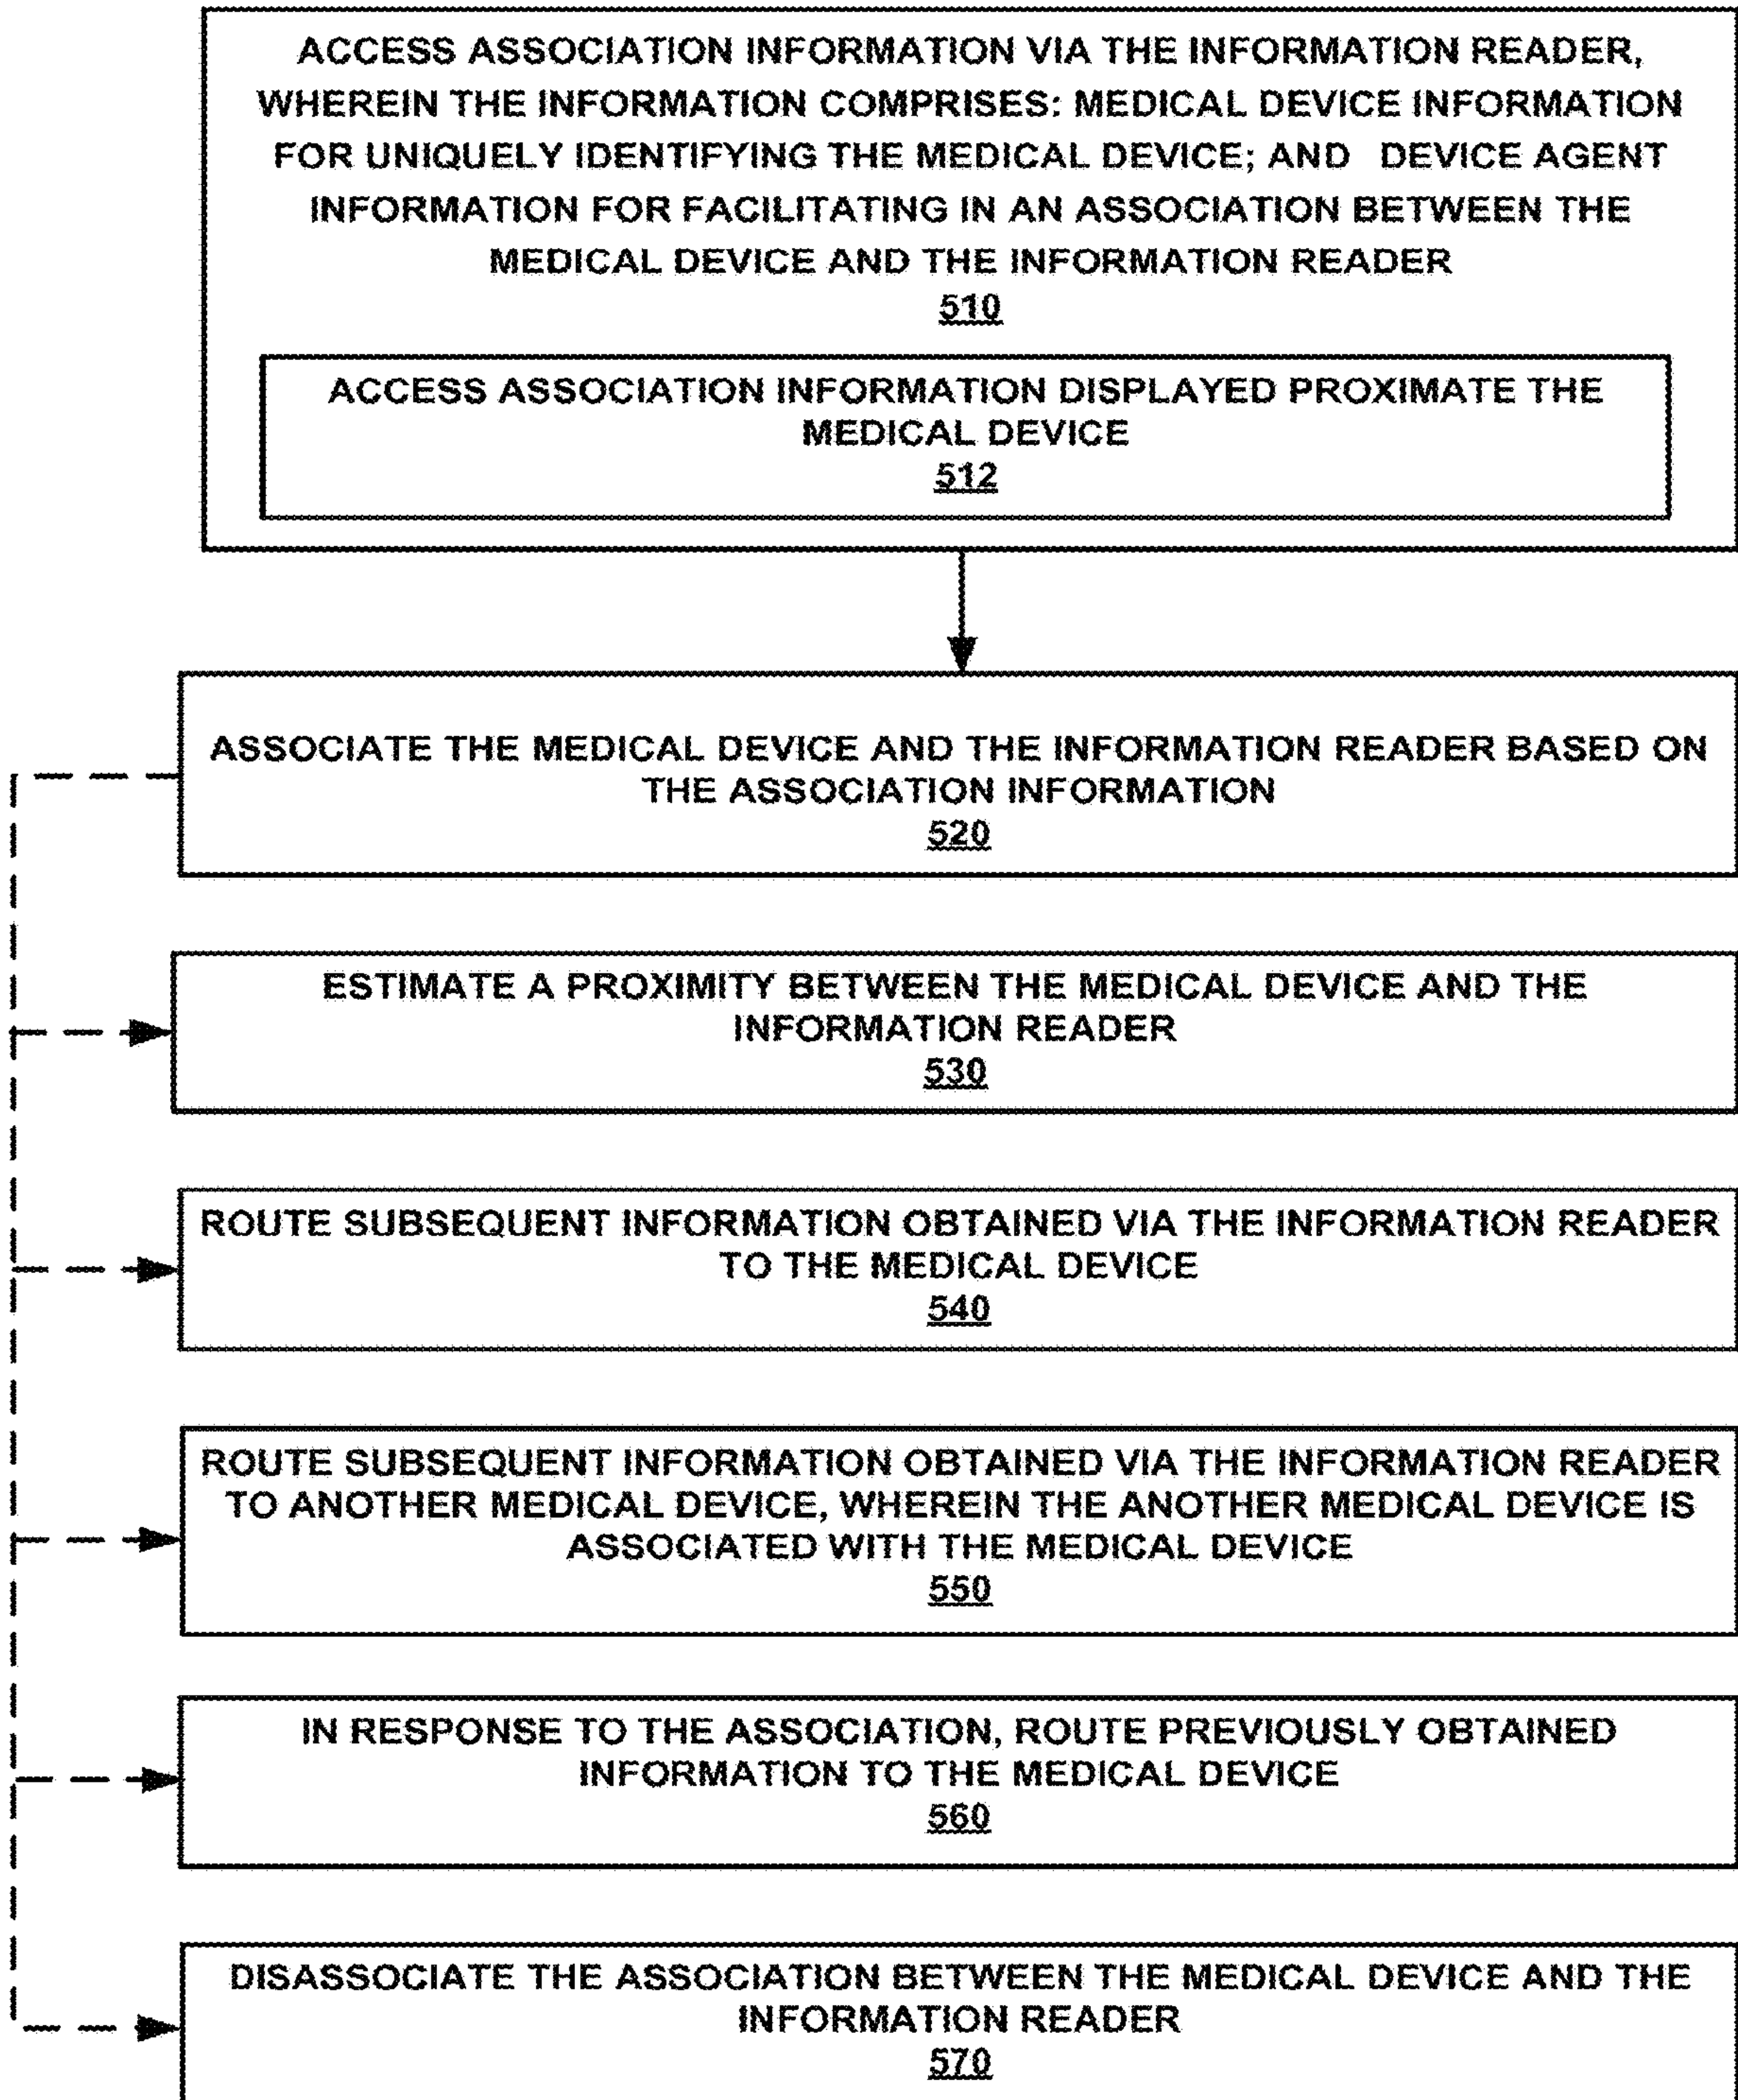 ACCESS ASSOCIATION INFORMATION VIA THE INFORMATION READER,
WHEREIN THE INFORMATION COMPRISES: MEDICAL DEVICE INFORMATION
FOR UNIQUELY IDENTIFYING THE MEDICAL DEVICE; AND DEVICE AGENT
INFORMATION FOR FACILITATING IN AN ASSOCIATION BETWEEN THE
MEDICAL DEVICE AND THE INFORMATION READER
510
ACCESS ASSOCIATION INFORMATION DISPLAYED PROXIMATE THE
MEDICAL DEVICE
512
ASSOCIATE THE MEDICAL DEVICE AND THE INFORMATION READER BASED ON
THE ASSOCIATION INFORMATION
520
ESTIMATE A PROXIMITY BETWEEN THE MEDICAL DEVICE AND THE
INFORMATION READER
530
ROUTE SUBSEQUENT INFORMATION OBTAINED VIA THE INFORMATION READER
TO THE MEDICAL DEVICE
540
ROUTE SUBSEQUENT INFORMATION OBTAINED VIA THE INFORMATION READER
TO ANOTHER MEDICAL DEVICE, WHEREIN THE ANOTHER MEDICAL DEVICE IS
ASSOCIATED WITH THE MEDICAL DEVICE
550
IN RESPONSE TO THE ASSOCIATION, ROUTE PREVIOUSLY OBTAINED
INFORMATION TO THE MEDICAL DEVICE
560
DISASSOCIATE THE ASSOCIATION BETWEEN THE MEDICAL DEVICE AND THE
INFORMATION READER
570